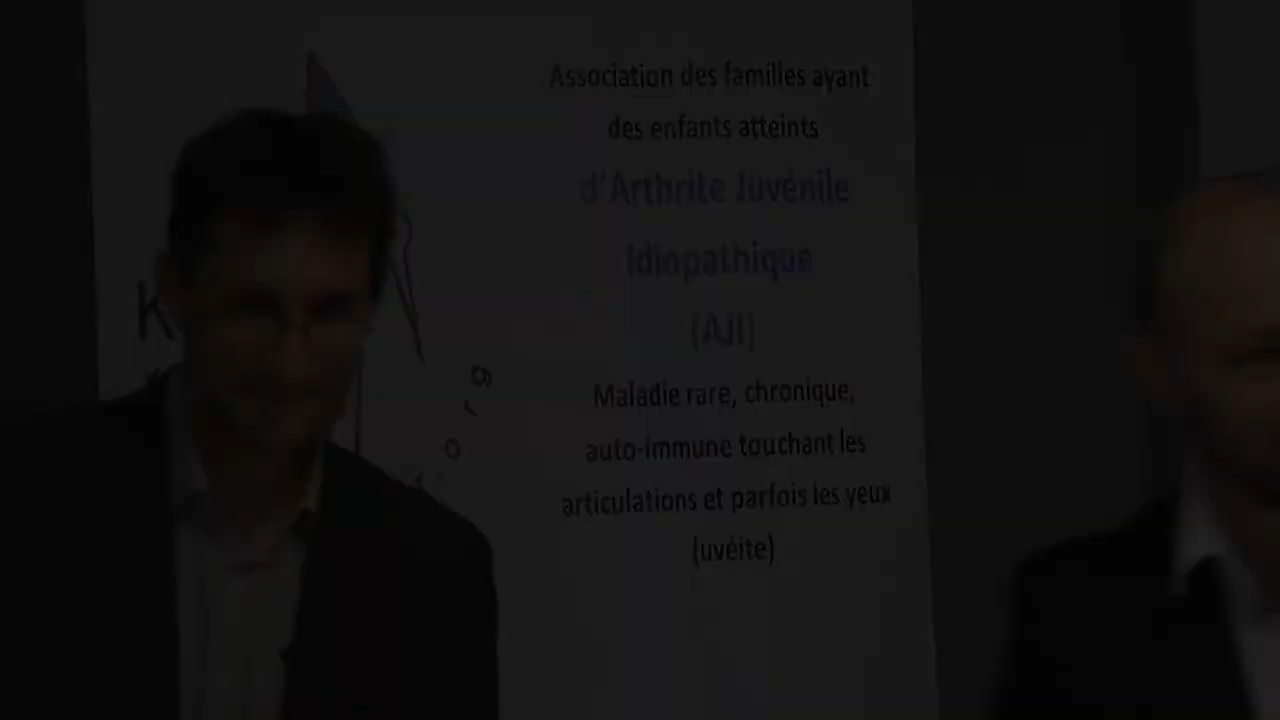 Association des familles ayant
des enfants atteints
d'Arthrite Juvénile
Idiopathique
(AJI)
Maladie rare, chronique,
auto-immune touchant les
articulations et parfois les yeux
(uvéite)
K
. o r g